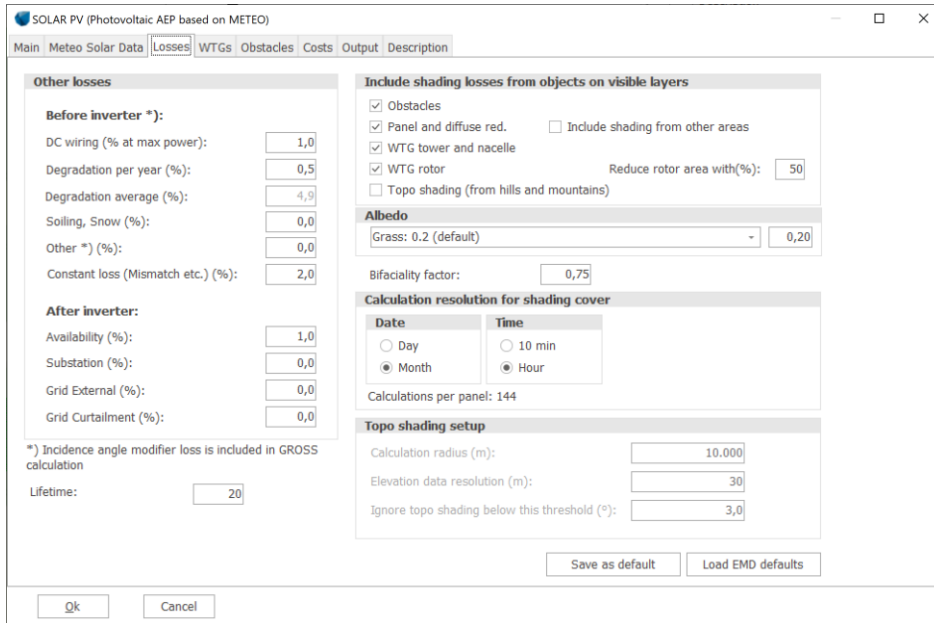 SOLAR PV (Photovoltaic AEP based on METEO)
Main Meteo Solar Data Losses WTGs Obstacles Costs Output Description
Other losses
Before inverter *):
DC wiring (% at max power): 1,0
Degradation per year (%): 0,5
Degradation average (%): 4,9
Soiling, Snow (%): 0,0
Other *) (%): 0,0
Constant loss (Mismatch etc.) (%): 2,0
After inverter:
Availability (%): 1,0
Substation (%): 0,0
Grid External (%): 0,0
Grid Curtailment (%): 0,0
*) Incidence angle modifier loss is included in GROSS
calculation
Lifetime: 20
Include shading losses from objects on visible layers
Obstacles
Panel and diffuse red. Include shading from other areas
WTG tower and nacelle
WTG rotor Reduce rotor area with(%): 50
Topo shading (from hills and mountains)
Albedo
Grass: 0.2 (default) 0,20
Bifaciality factor: 0,75
Calculation resolution for shading cover
Date Time
Day 10 min
Month Hour
Calculations per panel: 144
Topo shading setup
Calculation radius (m): 10.000
Elevation data resolution (m): 30
Ignore topo shading below this threshold (°): 3,0
Save as default Load EMD defaults
Ok Cancel